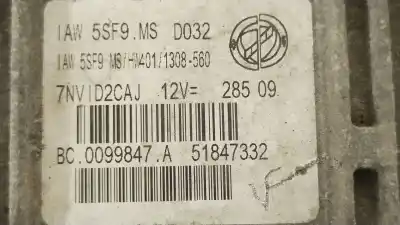 IAW 5SF9.MS D032
IAW 5SF9 MS/HW401/1308-560
7NVID2CAJ 12V= 285 09
BC.0099847.A 51847332